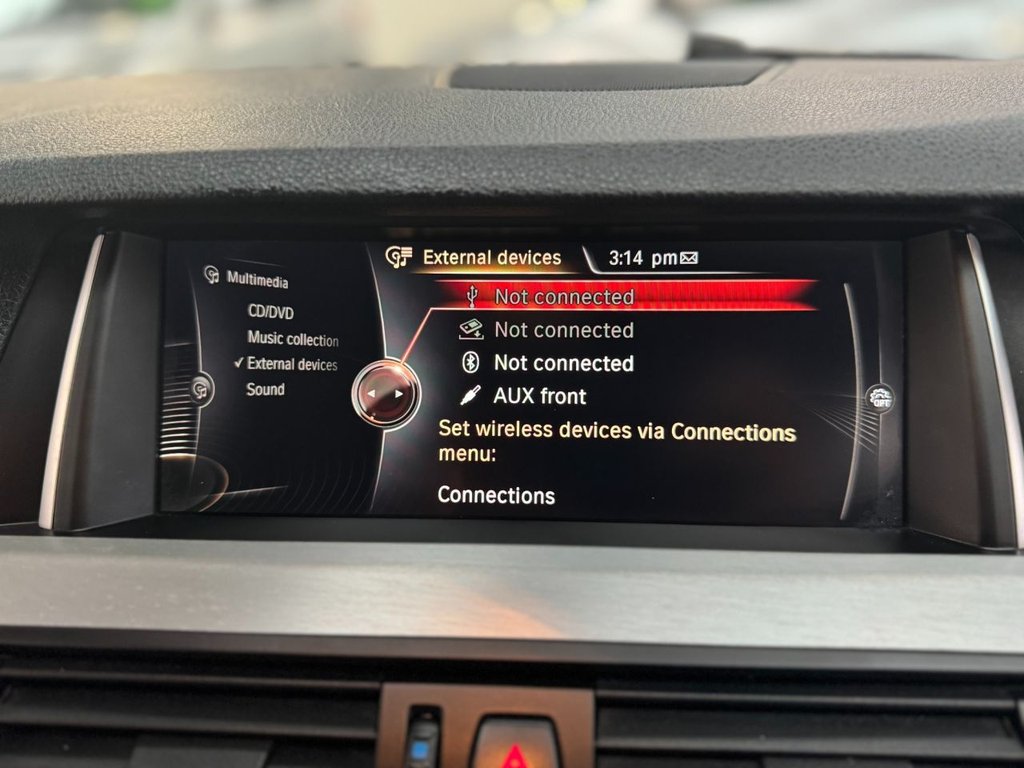 External devices
3:14 pm
Multimedia
CD/DVD
Music collection
✓ External devices
Sound
Not connected
Not connected
Not connected
AUX front
Set wireless devices via Connections
menu:
Connections
OPT